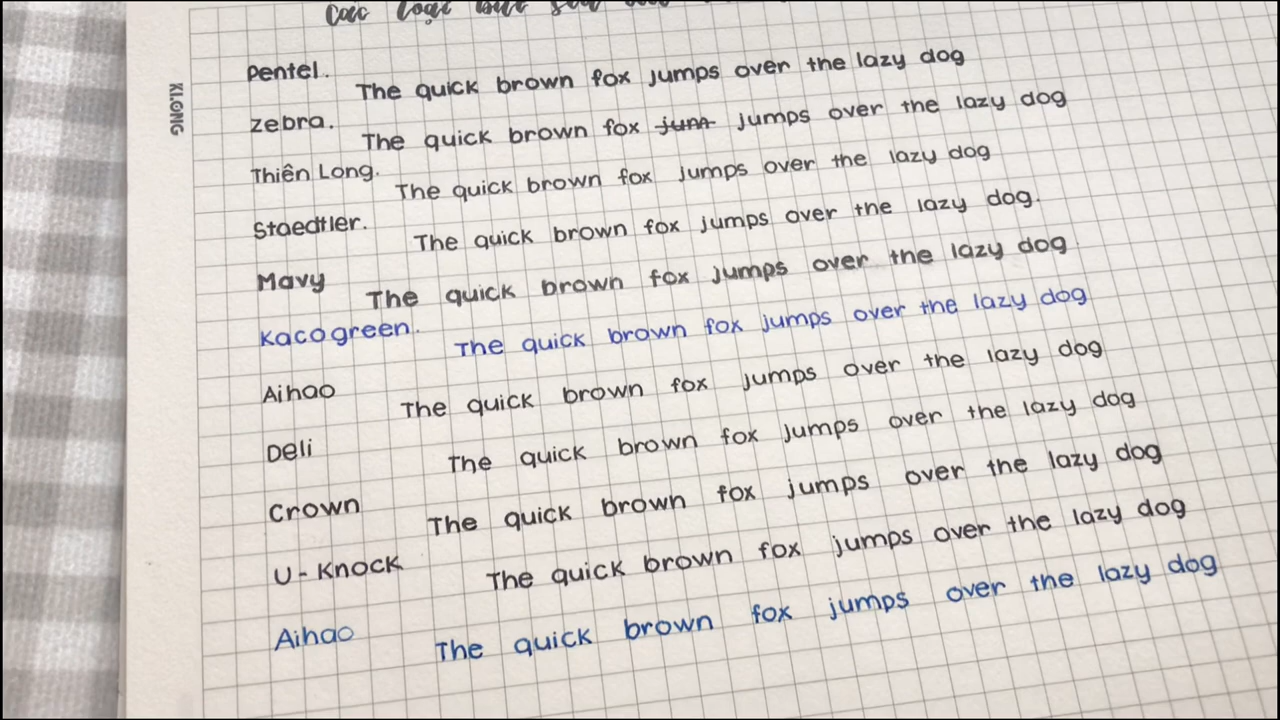 Các loại bút
Pentel. The quick brown fox jumps over the lazy dog
KLONG
Zebra. The quick brown fox jum jumps over the lazy dog
Thiên Long. The quick brown fox jumps over the lazy dog
Staedtler. The quick brown fox jumps over the lazy dog.
Mavy The quick brown fox jumps over the lazy dog.
Kacogreen. The quick brown fox jumps over the lazy dog
Aihao The quick brown fox jumps over the lazy dog
Deli The quick brown fox jumps over the lazy dog
Crown The quick brown fox jumps over the lazy dog
U-Knock The quick brown fox jumps over the lazy dog
Aihao The quick brown fox jumps over the lazy dog